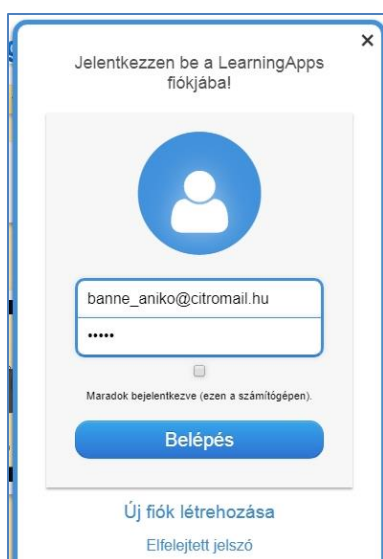 ×
Jelentkezzen be a LearningApps
fiókjába!
banne_aniko@citromail.hu
•••••
Maradok bejelentkezve (ezen a számítógépen).
Belépés
Új fiók létrehozása
Elfelejtett jelszó